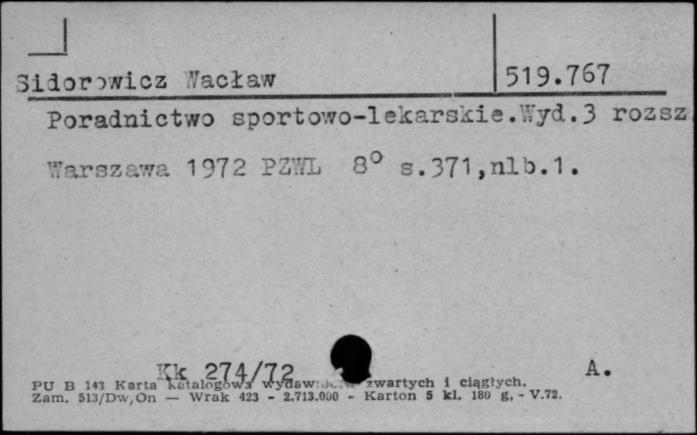 Sidorowicz Wacław 519.767
Poradnictwo sportowo-lekarskie.Wyd.3 rozsz
Warszawa 1972 PZWL 8° s.371,nlb.1.
Kk 274/72 A.
PU B 143 Karta katalogowa zwartych i ciągłych.
Zam. 513/Dw,On — Wrak 423 - 2.713.000 - Karton 5 kl. 180 g, - V.72.